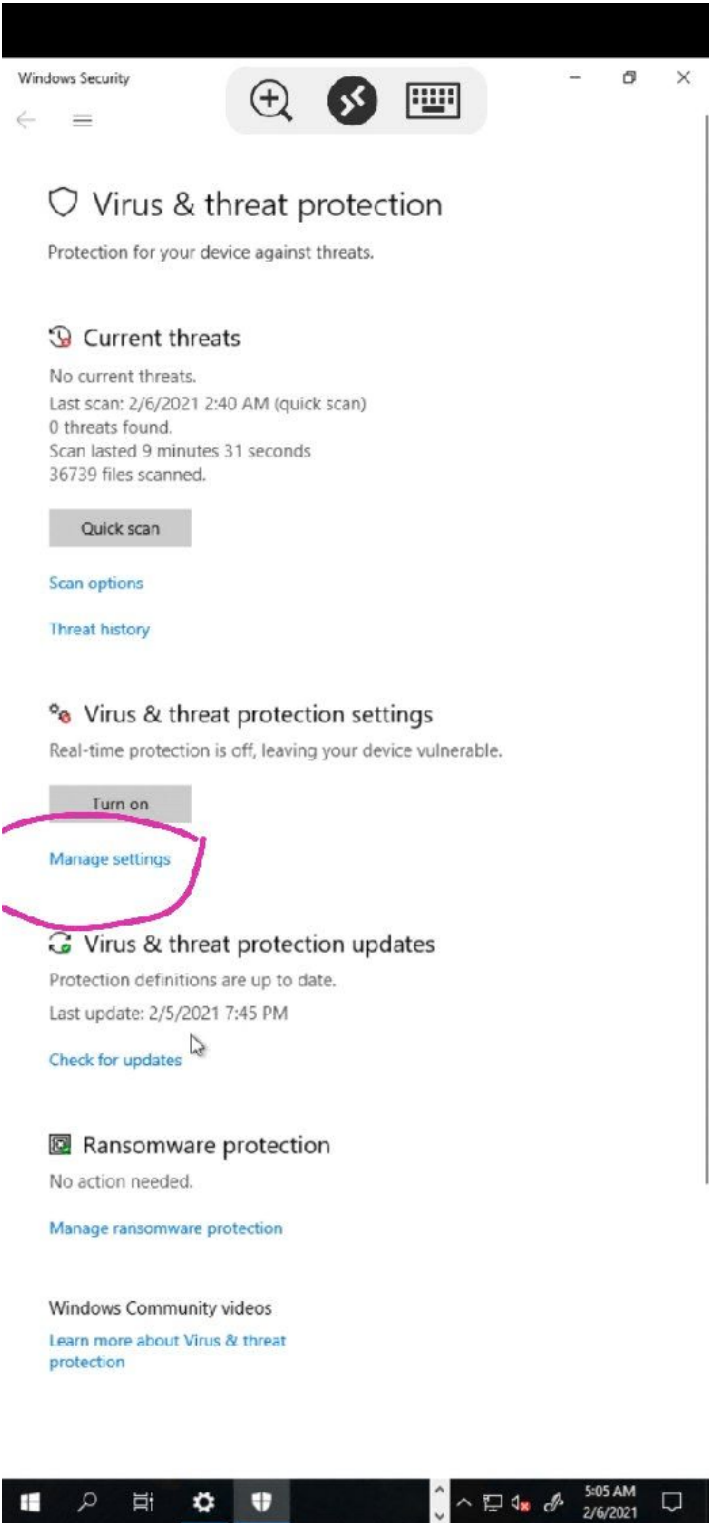 Windows Security
Virus & threat protection
Protection for your device against threats.
Current threats
No current threats.
Last scan: 2/6/2021 2:40 AM (quick scan)
0 threats found.
Scan lasted 9 minutes 31 seconds
36739 files scanned.
Quick scan
Scan options
Threat history
Virus & threat protection settings
Real-time protection is off, leaving your device vulnerable.
Turn on
Manage settings
Virus & threat protection updates
Protection definitions are up to date.
Last update: 2/5/2021 7:45 PM
Check for updates
Ransomware protection
No action needed.
Manage ransomware protection
Windows Community videos
Learn more about Virus & threat
protection
5:05 AM
2/6/2021